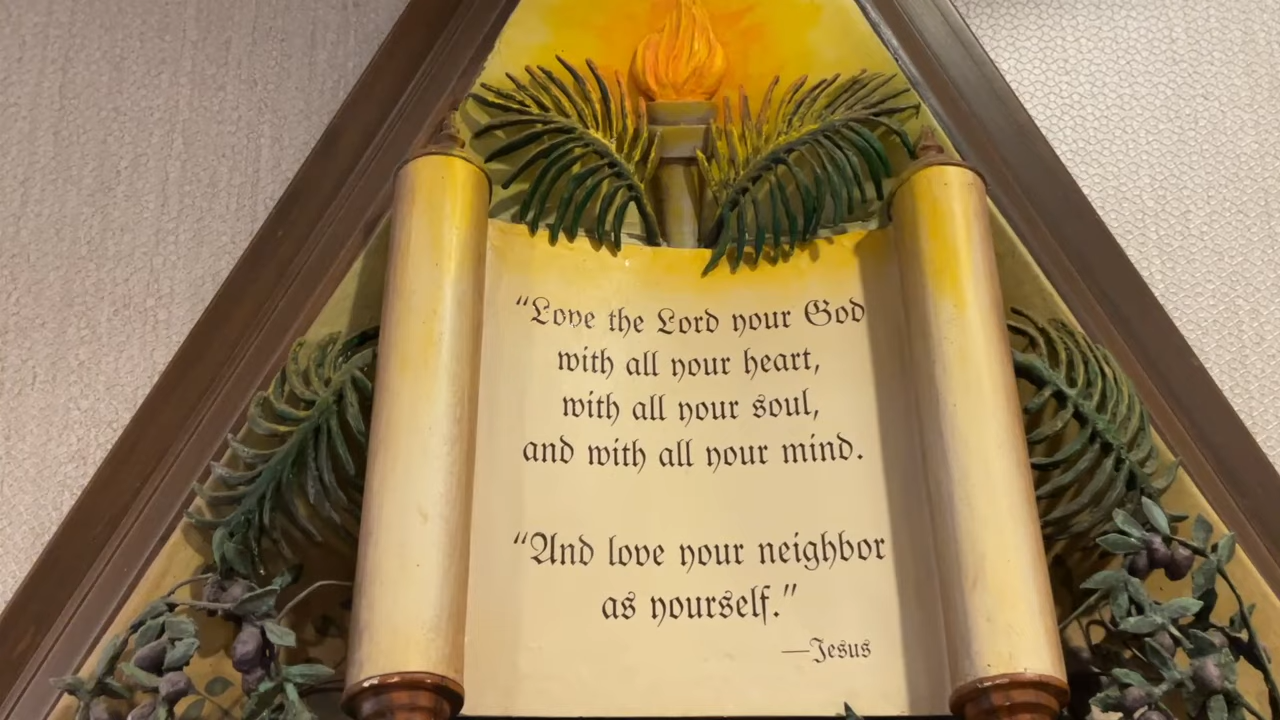 “Love the Lord your God
with all your heart,
with all your soul,
and with all your mind.
“And love your neighbor
as yourself.”
—Jesus